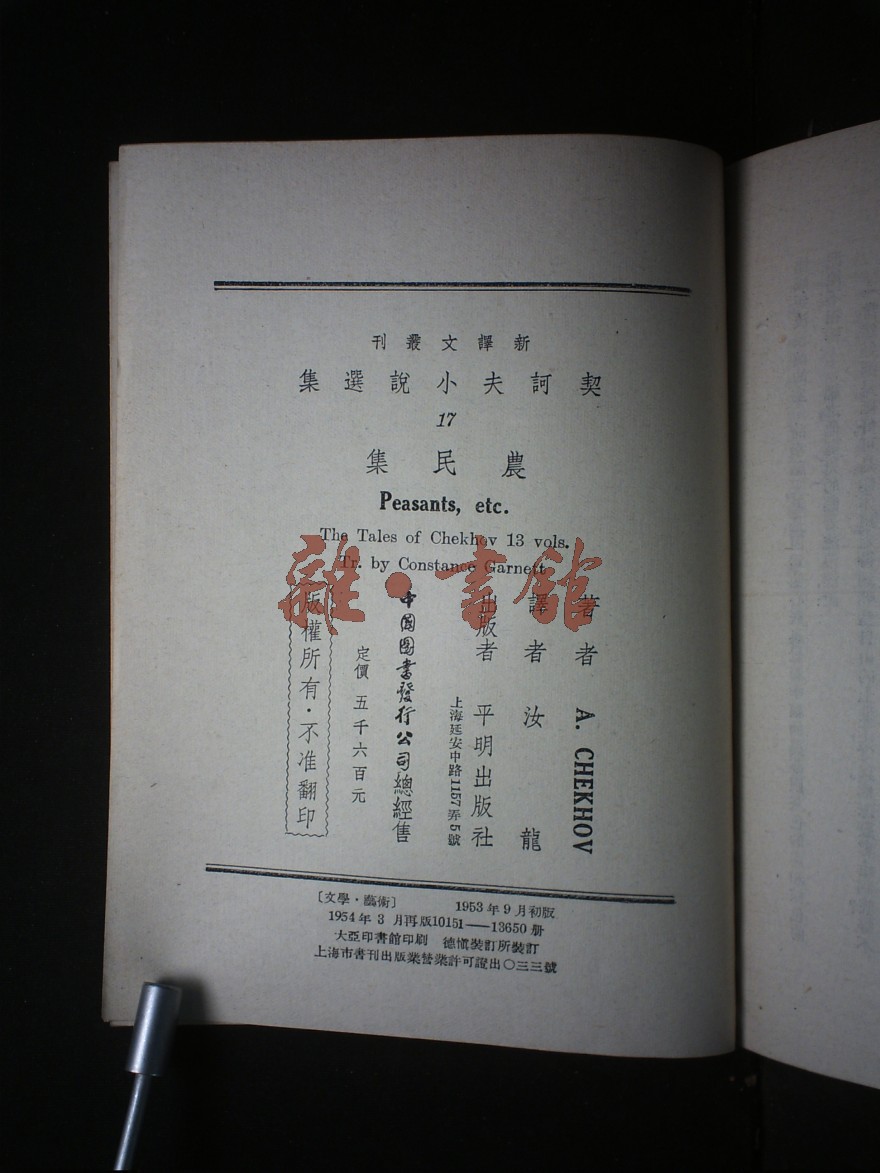 新譯文叢刊
契訶夫小說選集
17
農民集
Peasants, etc.
The Tales of Chekhov 13 vols.
Tr. by Constance Garnett
雜·書館
著者 A. CHEKHOV
譯者 汝龍
出版者 平明出版社
上海延安中路1157弄5號
中國圖書發行公司總經售
定價 五千六百元
版權所有·不准翻印
〔文學·藝術〕 1953年9月初版
1954年3月再版10151——13650册
大亞印書館印刷 德愼裝訂所裝訂
上海市書刊出版業營業許可證出〇三三號